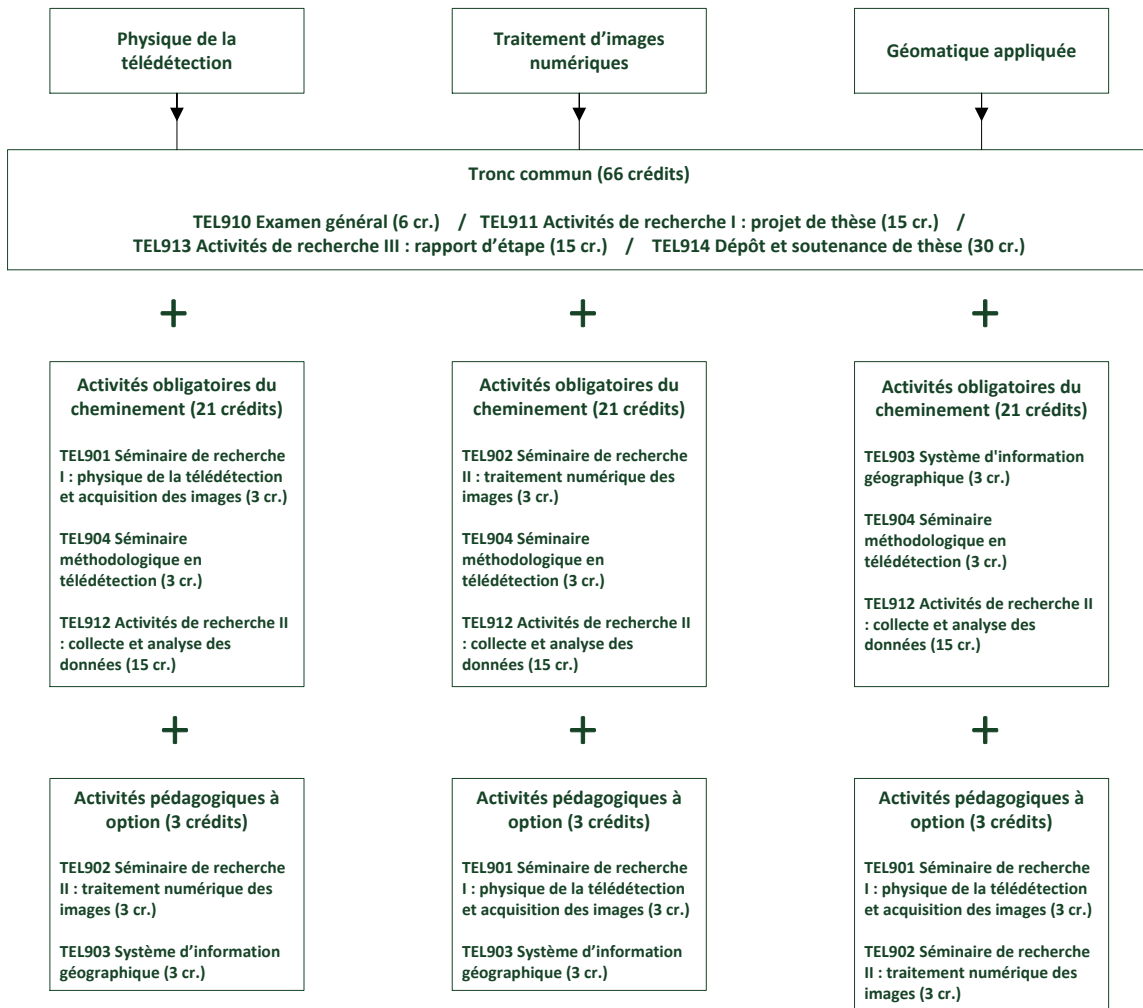 Physique de la
télédétection
Traitement d'images
numériques
Géomatique appliquée
Tronc commun (66 crédits)
TEL910 Examen général (6 cr.) / TEL911 Activités de recherche I : projet de thèse (15 cr.) /
TEL913 Activités de recherche III : rapport d'étape (15 cr.) / TEL914 Dépôt et soutenance de thèse (30 cr.)
+
+
+
Activités obligatoires du
cheminement (21 crédits)
TEL901 Séminaire de recherche
I : physique de la télédétection
et acquisition des images (3 cr.)
TEL904 Séminaire
méthodologique en
télédétection (3 cr.)
TEL912 Activités de recherche II
: collecte et analyse des
données (15 cr.)
Activités obligatoires du
cheminement (21 crédits)
TEL902 Séminaire de recherche
II : traitement numérique des
images (3 cr.)
TEL904 Séminaire
méthodologique en
télédétection (3 cr.)
TEL912 Activités de recherche II
: collecte et analyse des
données (15 cr.)
Activités obligatoires du
cheminement (21 crédits)
TEL903 Système d'information
géographique (3 cr.)
TEL904 Séminaire
méthodologique en
télédétection (3 cr.)
TEL912 Activités de recherche II
: collecte et analyse des
données (15 cr.)
+
+
+
Activités pédagogiques à
option (3 crédits)
TEL902 Séminaire de recherche
II : traitement numérique des
images (3 cr.)
TEL903 Système d'information
géographique (3 cr.)
Activités pédagogiques à
option (3 crédits)
TEL901 Séminaire de recherche
I : physique de la télédétection
et acquisition des images (3 cr.)
TEL903 Système d'information
géographique (3 cr.)
Activités pédagogiques à
option (3 crédits)
TEL901 Séminaire de recherche
I : physique de la télédétection
et acquisition des images (3 cr.)
TEL902 Séminaire de recherche
II : traitement numérique des
images (3 cr.)